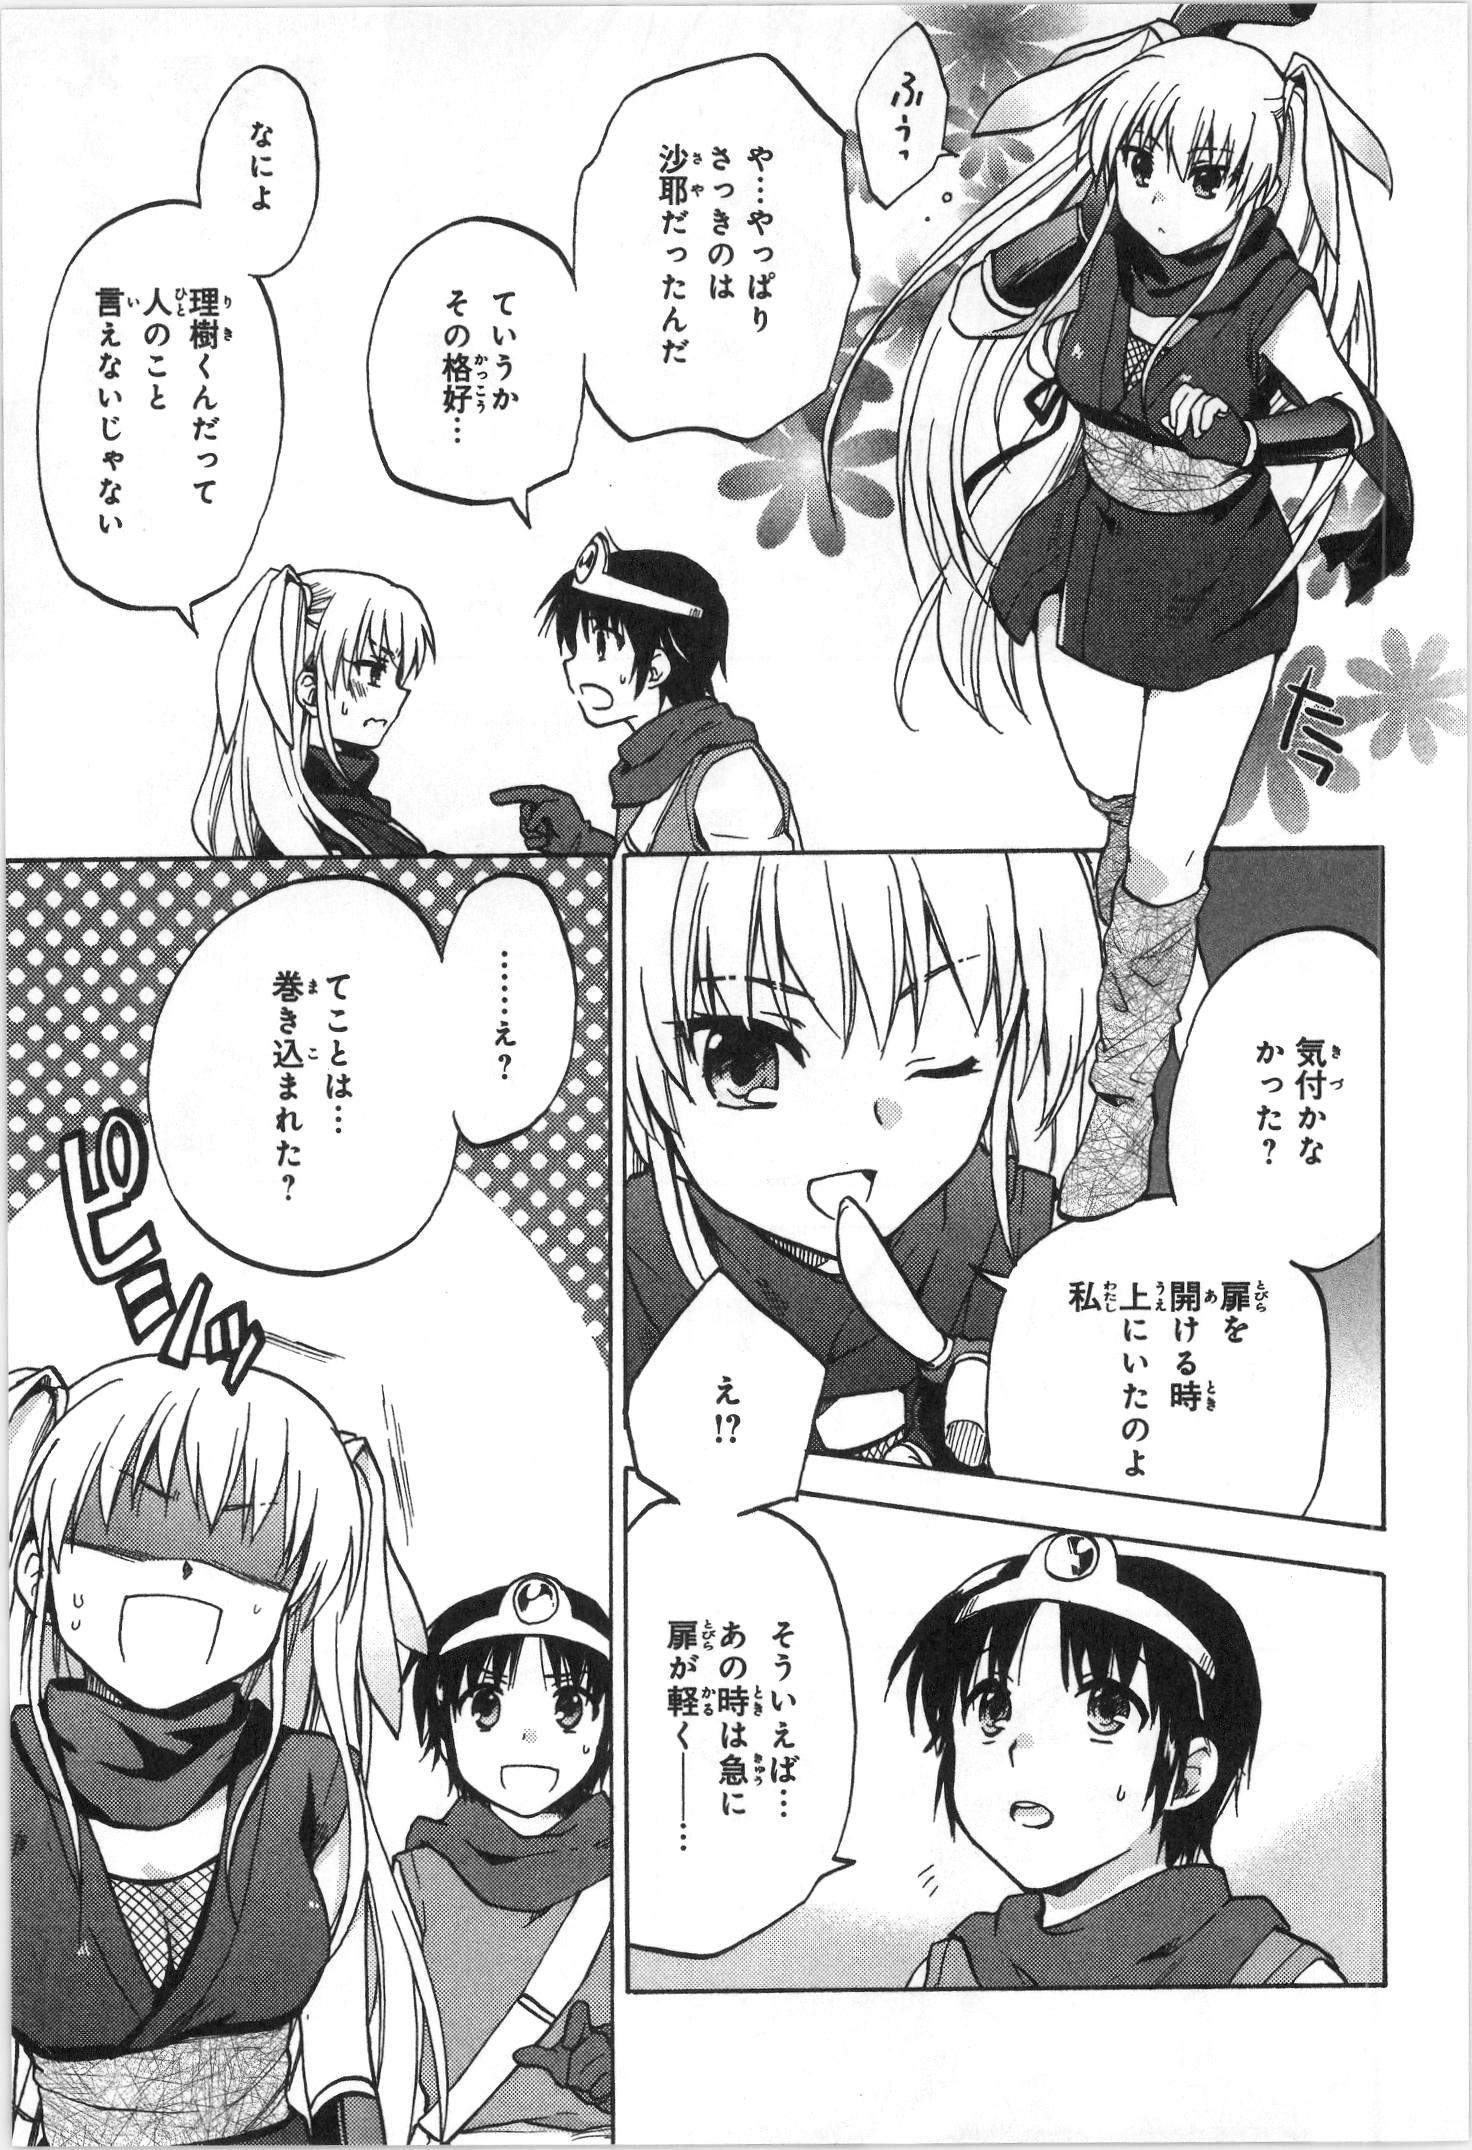 ふぅっ
や…やっぱり
さっきのは
沙耶だったんだ
ていうか
その格好…
なによ
理樹くんだって
人のこと
言えないじゃない
たっ
気付かな
かった?
扉を
開ける時
上にいたのよ
私
え!?
そういえば…
あの時は急に
扉が軽く――…
……え?
てことは…
巻き込まれた?
ピシッ